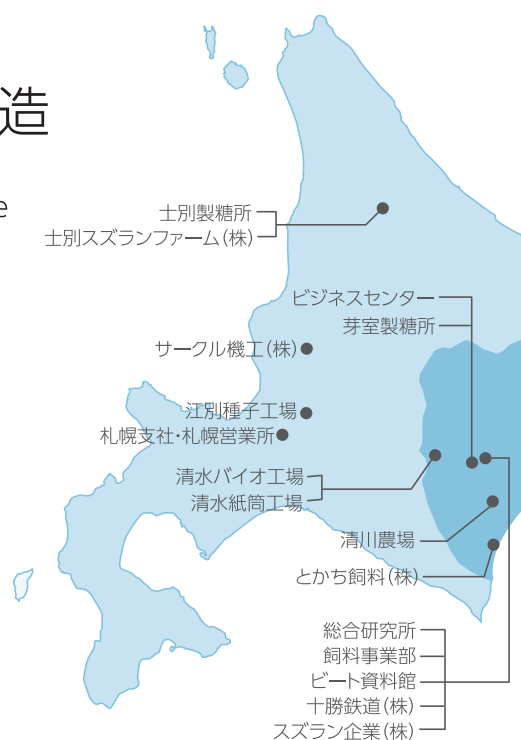 造
e
士別製糖所
士別スズランファーム(株)
ビジネスセンター
芽室製糖所
サークル機工(株)
江別種子工場
札幌支社・札幌営業所
清水バイオ工場
清水紙筒工場
清川農場
とかち飼料(株)
総合研究所
飼料事業部
ビート資料館
十勝鉄道(株)
スズラン企業(株)